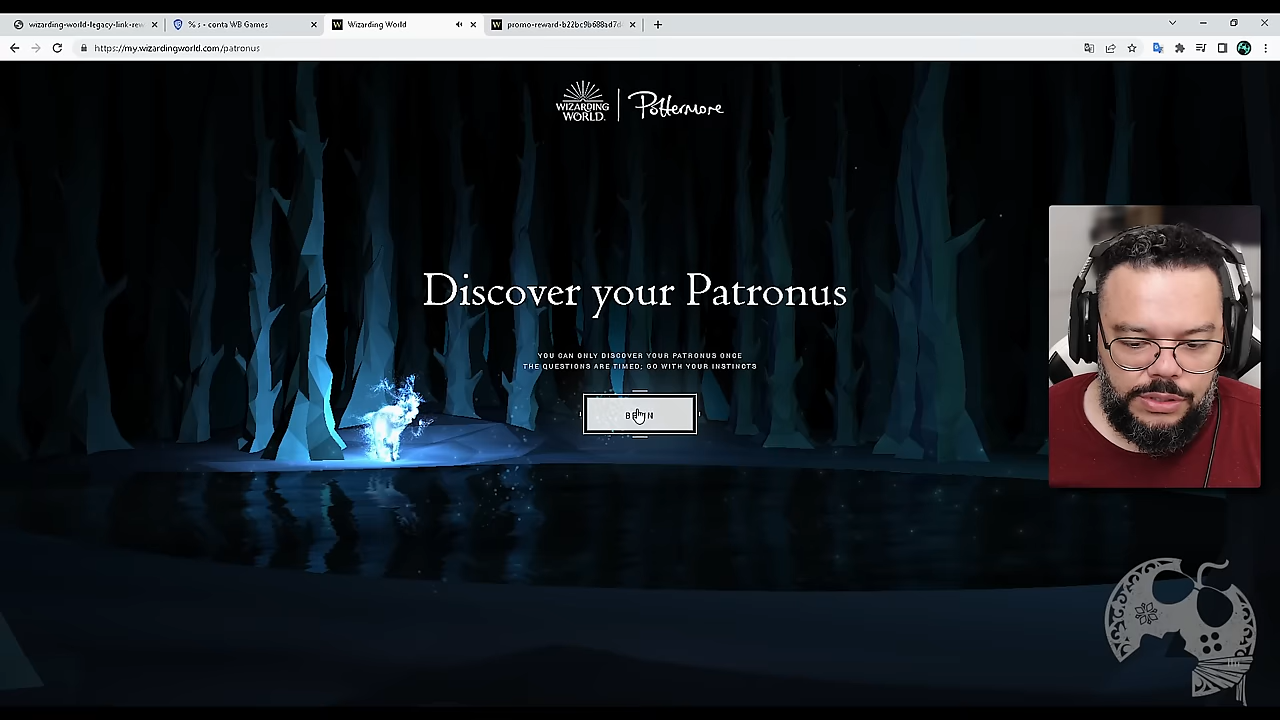 wizarding-world-legacy-link-rew
% s - conta WB Games
Wizarding World
promo-reward-b22bc9b688ad7d
https://my.wizardingworld.com/patronus
WIZARDING WORLD
Pottermore
Discover your Patronus
YOU CAN ONLY DISCOVER YOUR PATRONUS ONCE
THE QUESTIONS ARE TIMED; GO WITH YOUR INSTINCTS